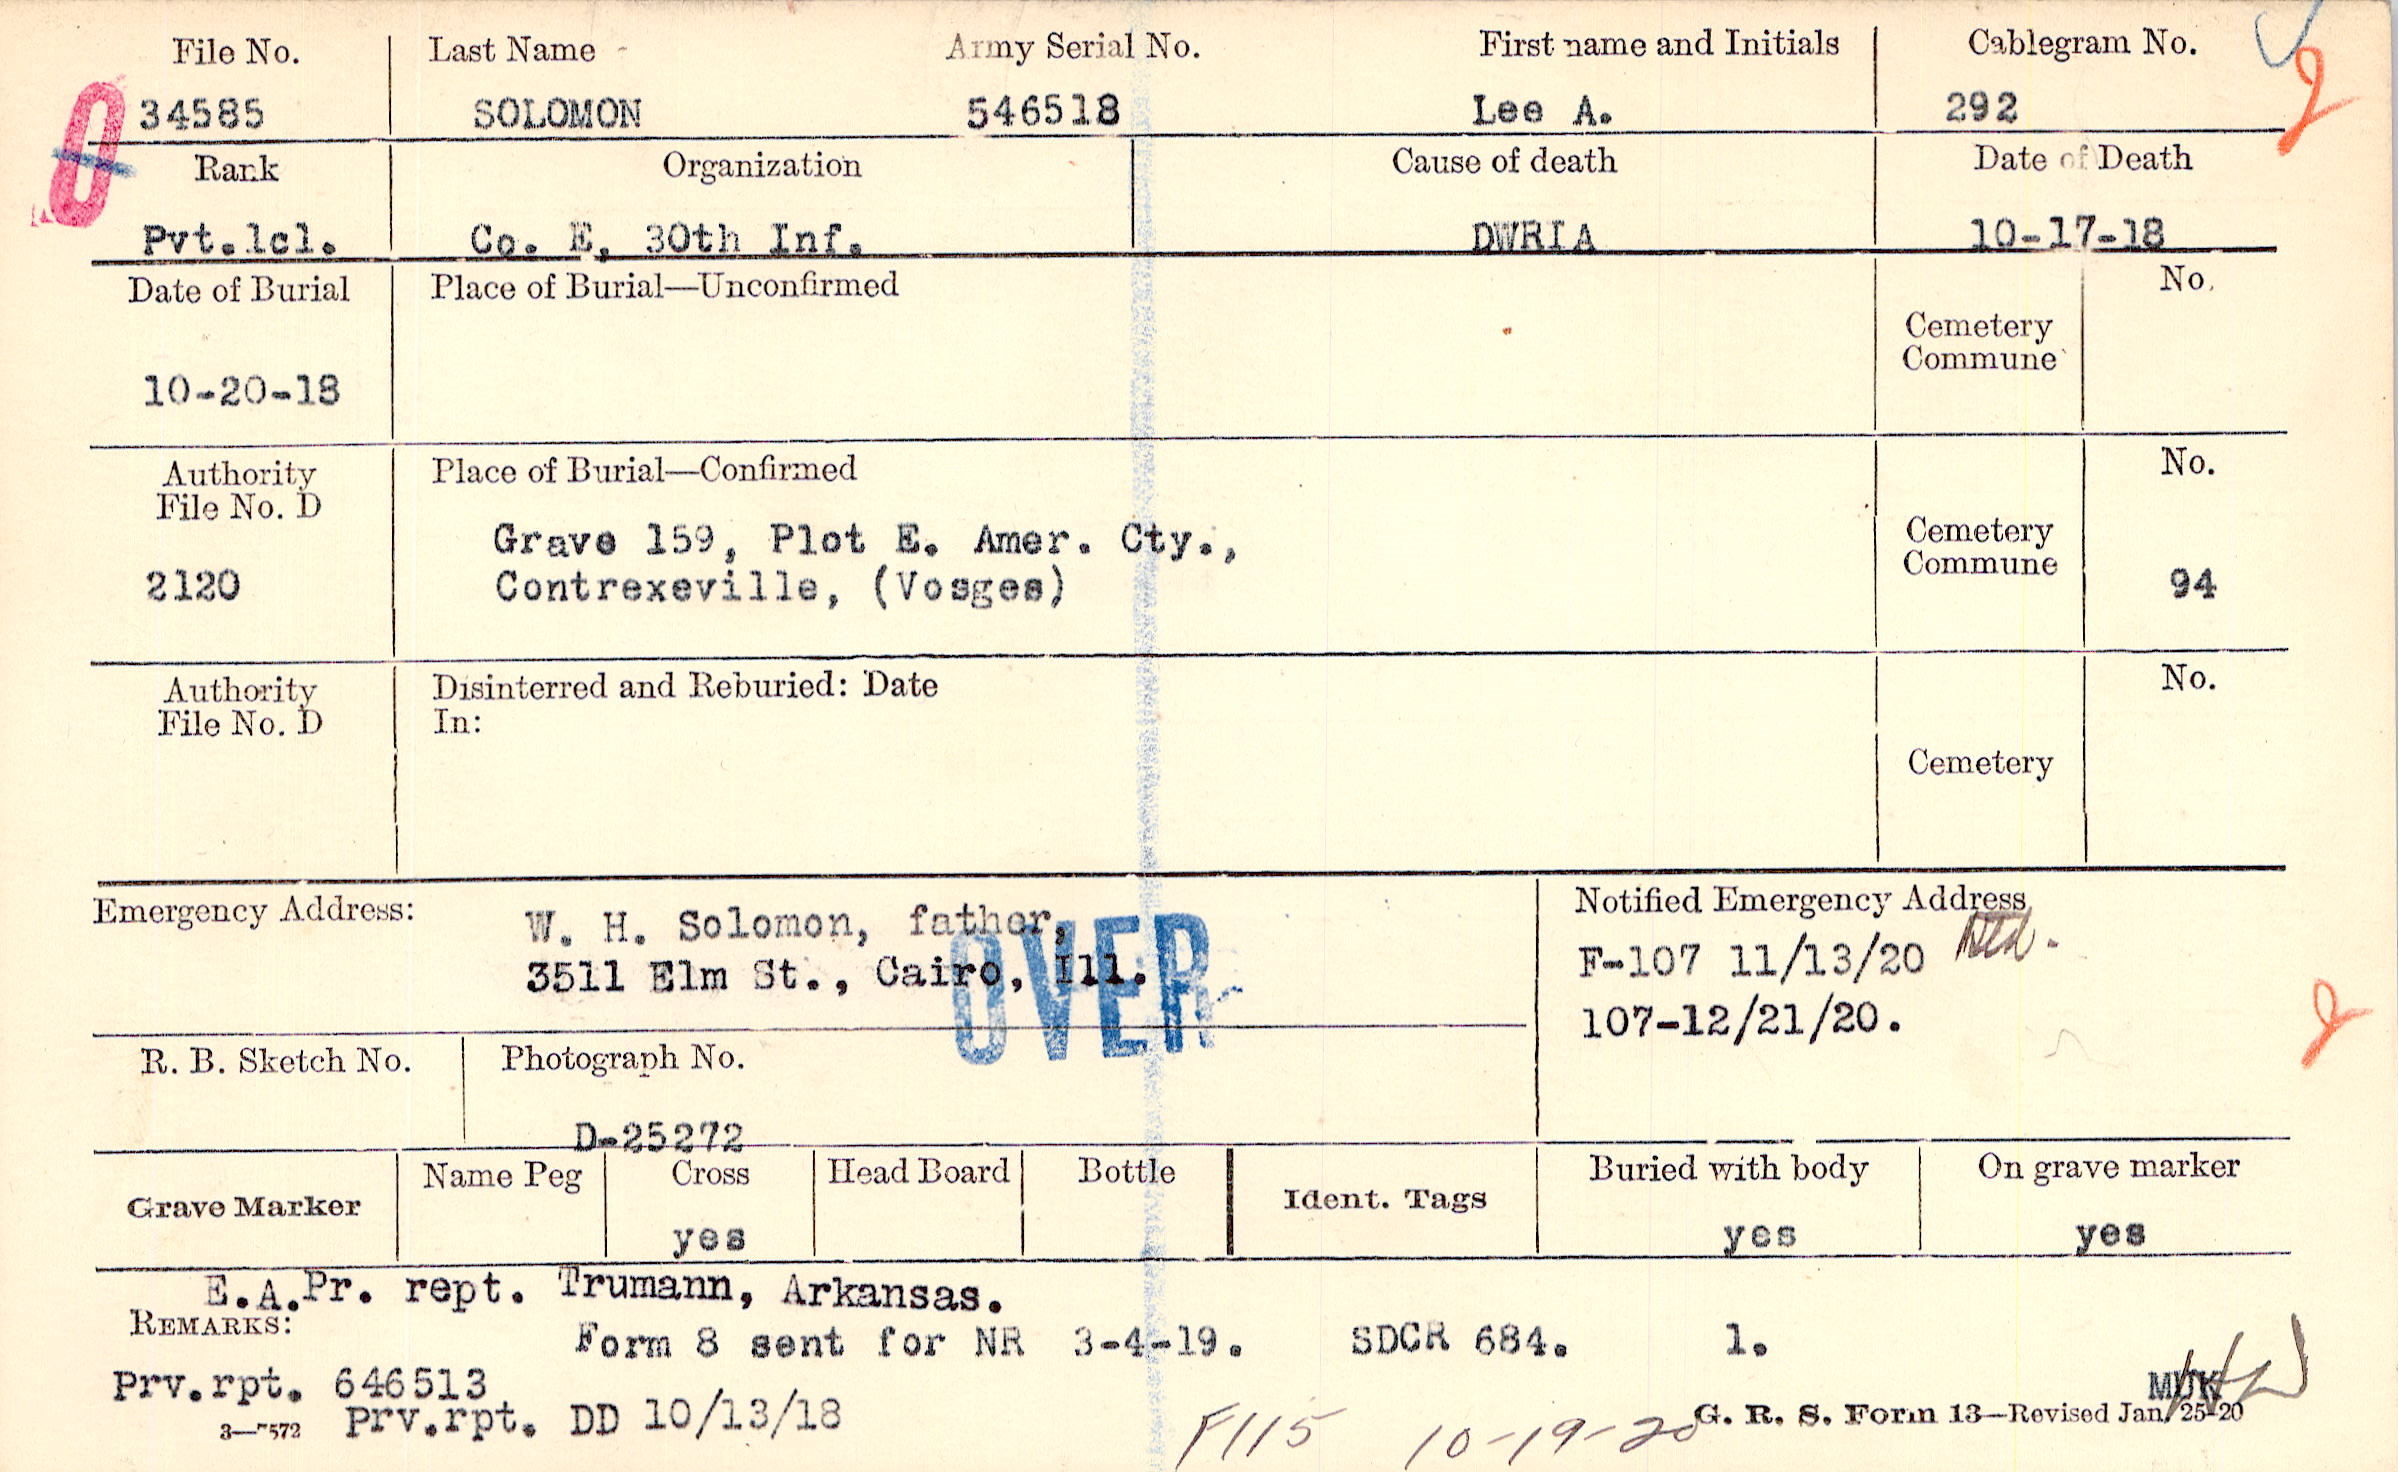 File No. Last Name Army Serial No. First name and Initials Cablegram No.
34585 SOLOMON 546518 Lee A. 292
Rank Organization Cause of death Date of Death
Pvt.1cl. Co. E, 30th Inf. DWRIA 10-17-18
Date of Burial Place of Burial—Unconfirmed No.
Cemetery
Commune
10-20-18
Authority Place of Burial—Confirmed No.
File No. D
Grave 159, Plot E. Amer. Cty., Cemetery
2120 Contrexeville, (Vosges) Commune 94
Authority Disinterred and Reburied: Date No.
File No. D In:
Cemetery
Emergency Address: W. H. Solomon, father, Notified Emergency Address
3511 Elm St., Cairo, Ill. F-107 11/13/20
OVER
107-12/21/20.
R. B. Sketch No. Photograph No.
D-25272
Grave Marker Name Peg Cross Head Board Bottle Ident. Tags Buried with body On grave marker
yes yes yes
E.A.Pr. rept. Trumann, Arkansas.
REMARKS:
Form 8 sent for NR 3-4-19. SDCR 684. 1.
Prv.rpt. 646513
MDK
3—7572 Prv.rpt. DD 10/13/18
G. R. S. Form 13—Revised Jan. 25-20
F115 10-19-20